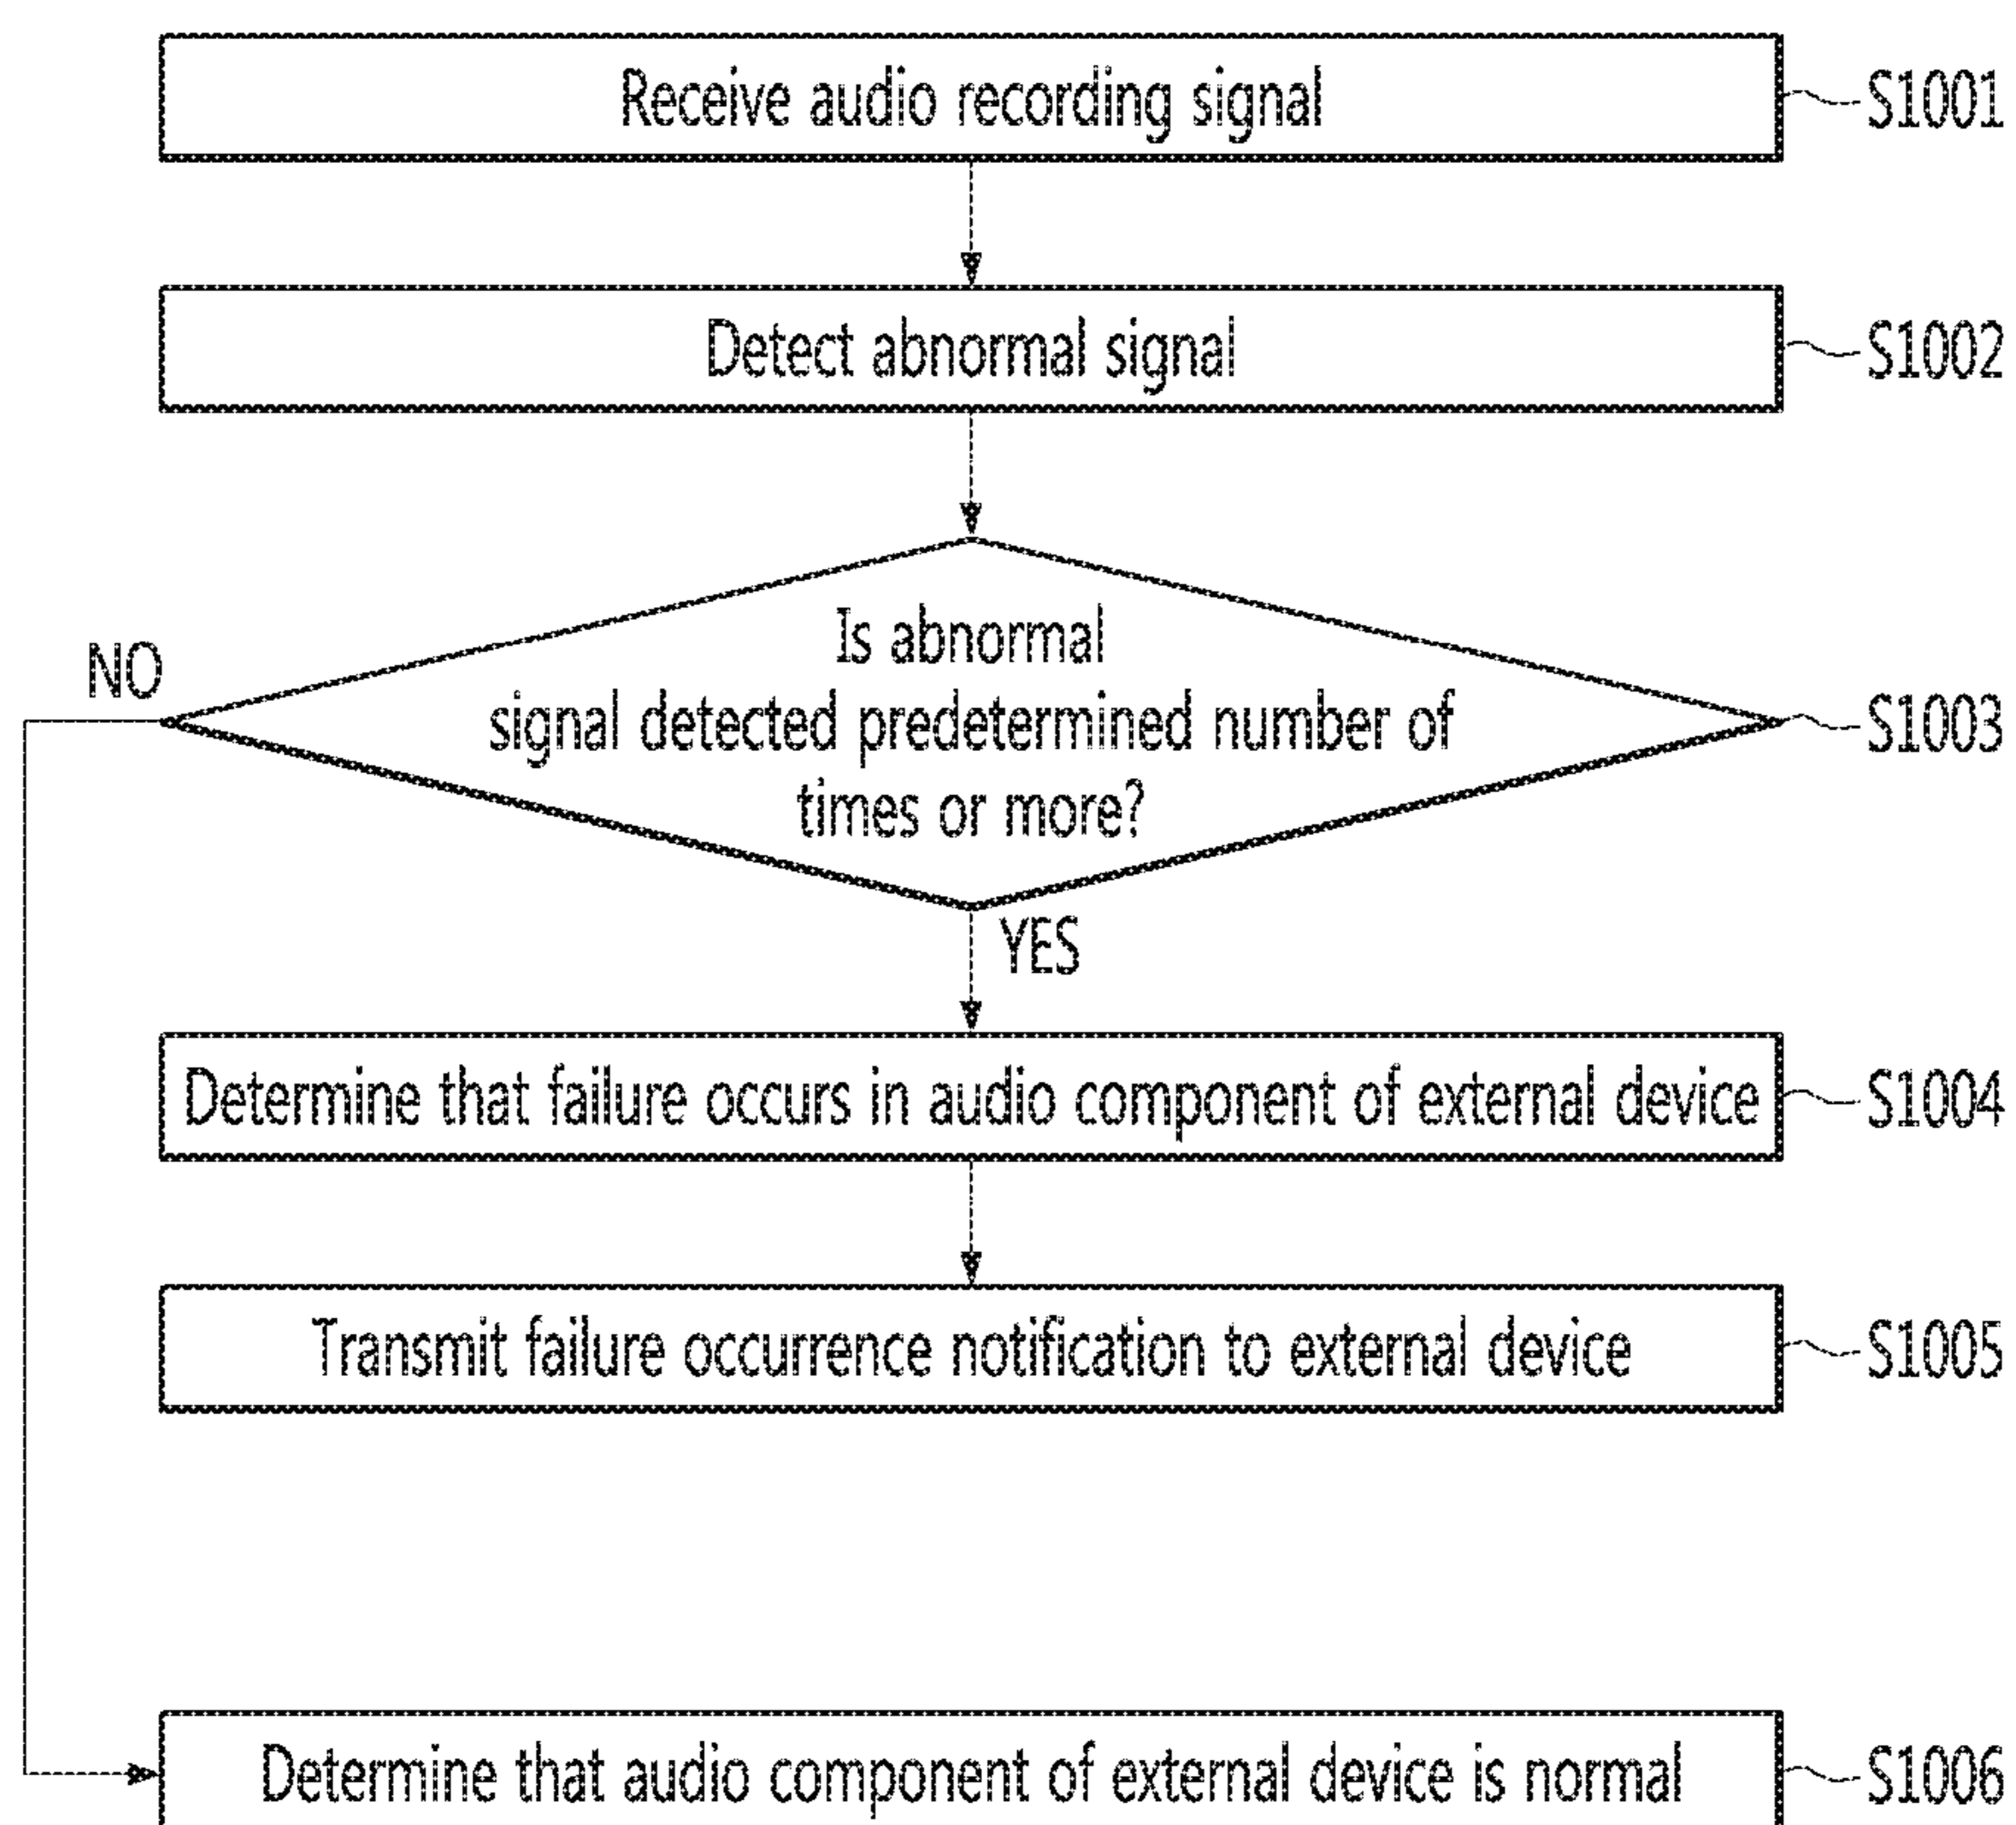 Receive audio recording signal
S1001
Detect abnormal signal
S1002
NO
Is abnormal
signal detected predetermined number of
times or more?
S1003
YES
Determine that failure occurs in audio component of external device
S1004
Transmit failure occurrence notification to external device
S1005
Determine that audio component of external device is normal
S1006